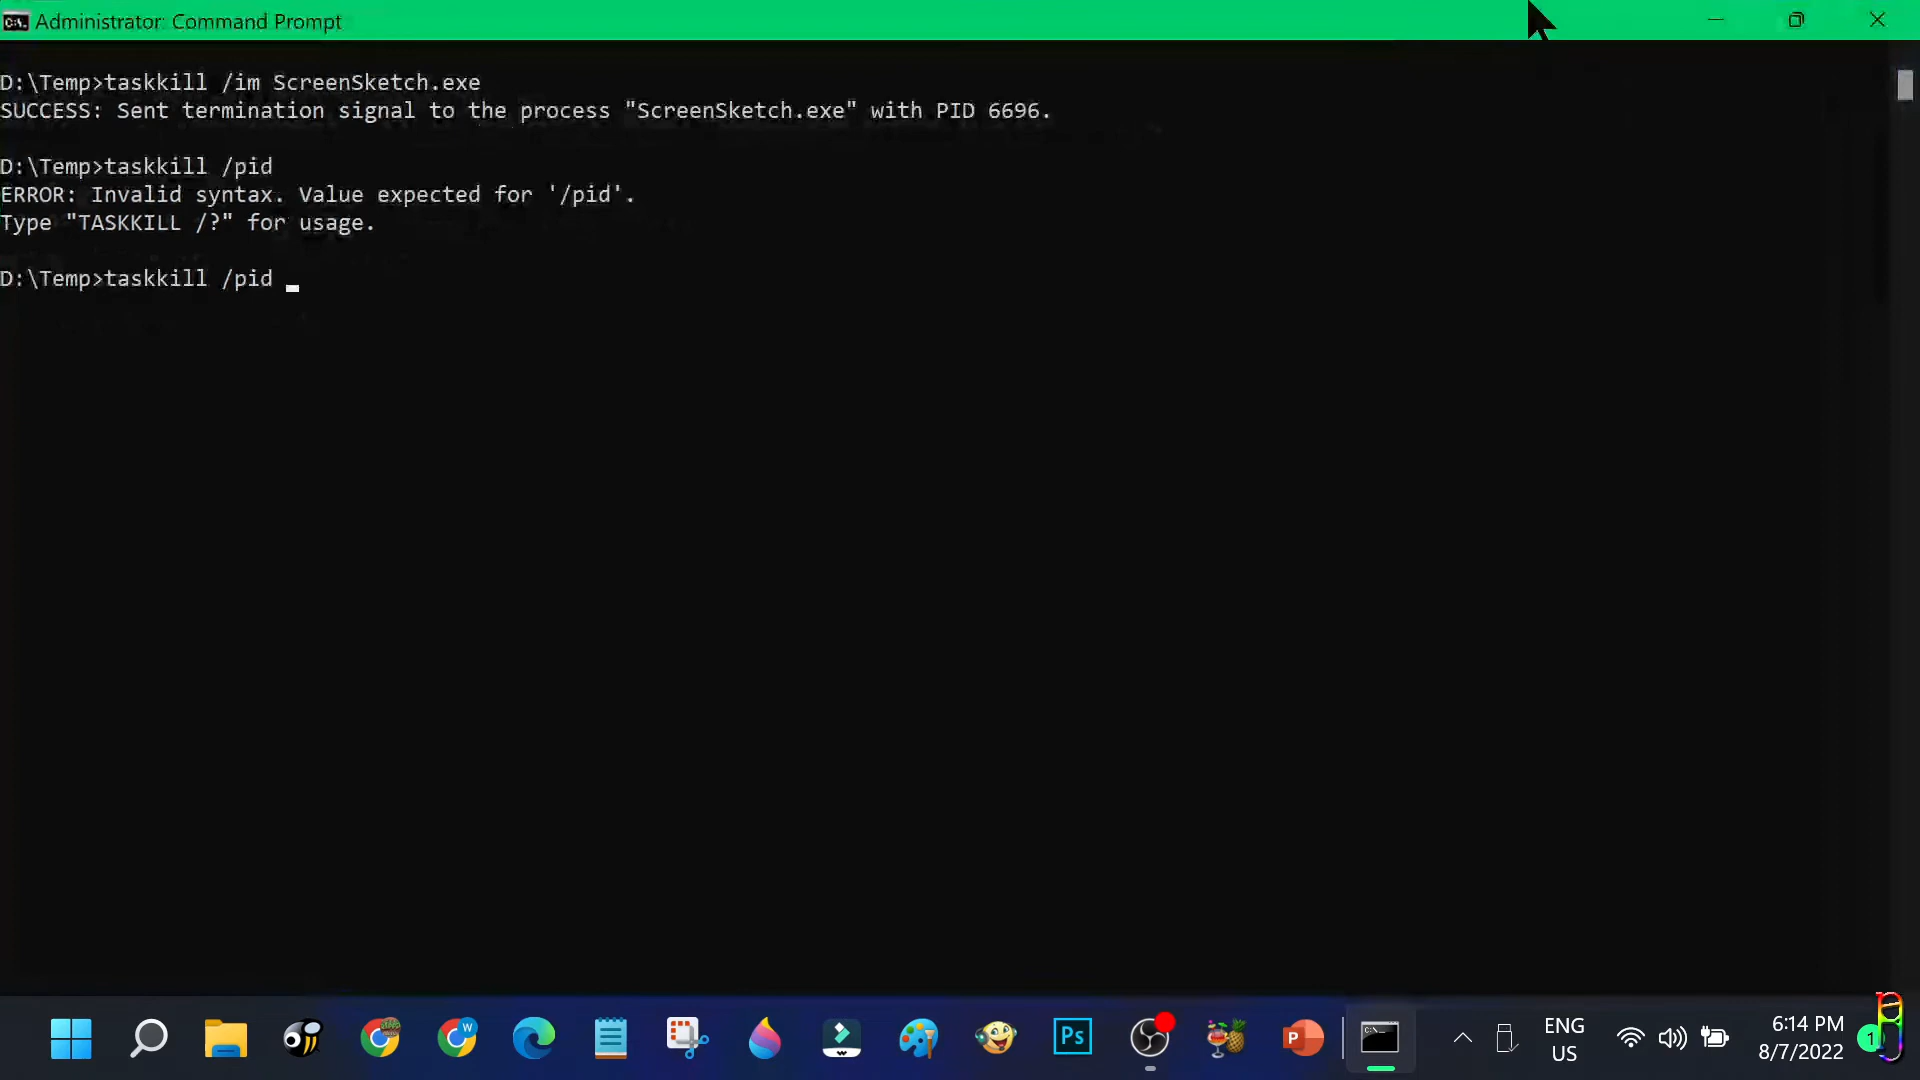 Administrator: Command Prompt
D:\Temp>taskkill /im ScreenSketch.exe
SUCCESS: Sent termination signal to the process "ScreenSketch.exe" with PID 6696.
D:\Temp>taskkill /pid
ERROR: Invalid syntax. Value expected for '/pid'.
Type "TASKKILL /?" for usage.
D:\Temp>taskkill /pid
W
Ps
P
ENG
US
6:14 PM
8/7/2022
1